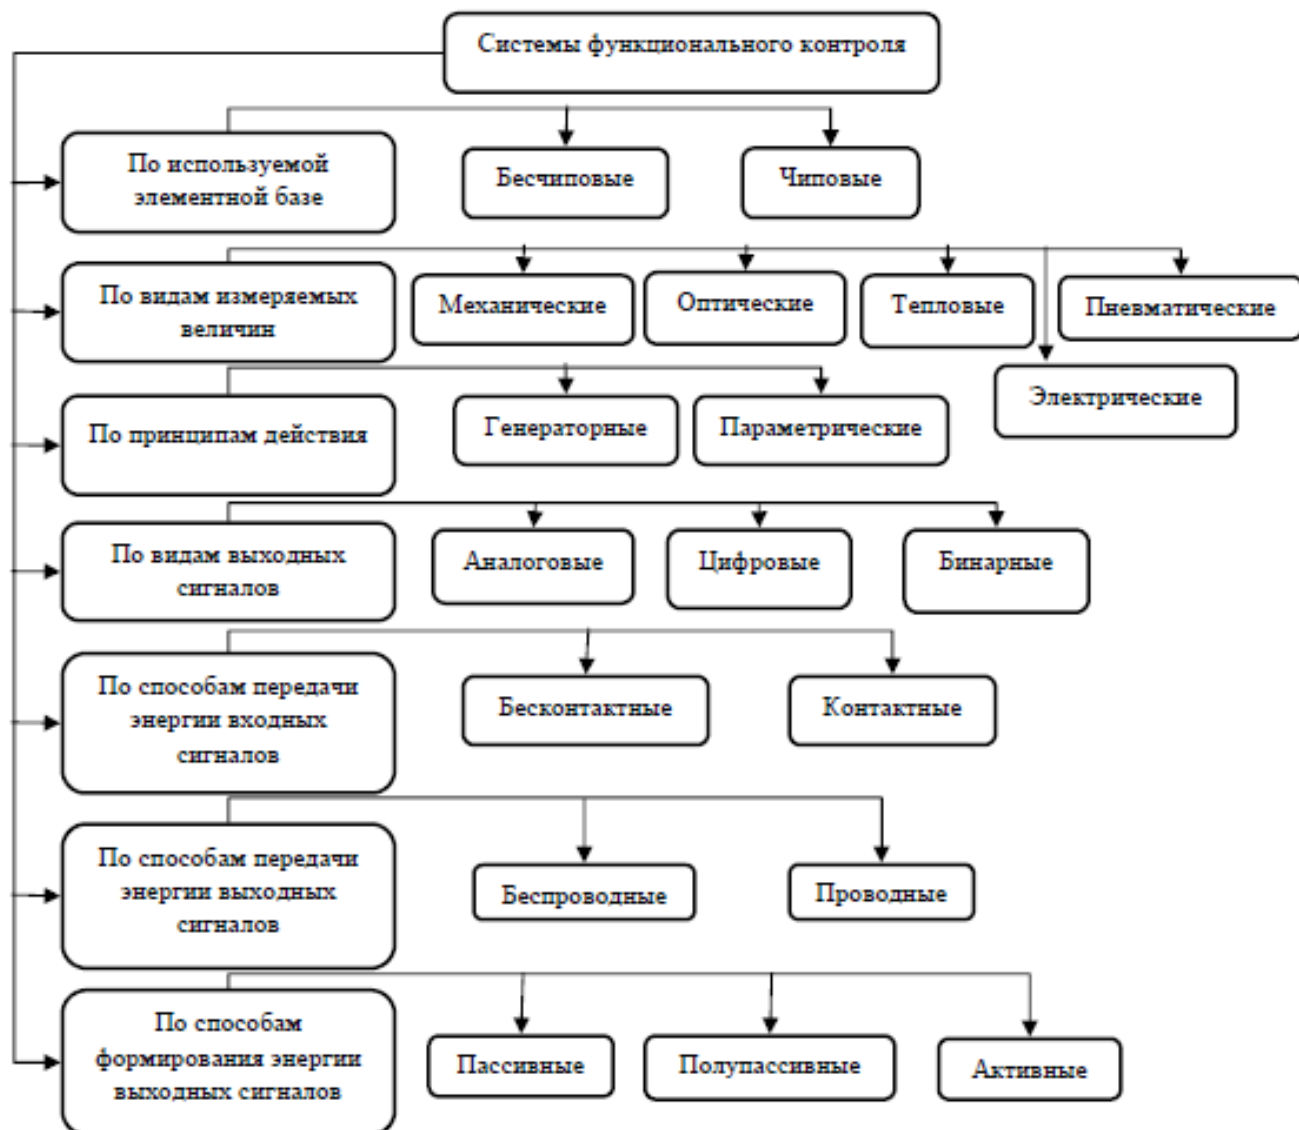 Системы функционального контроля
По используемой
элементной базе
Бесчиповые
Чиповые
По видам измеряемых
величин
Механические
Оптические
Тепловые
Пневматические
Электрические
По принципам действия
Генераторные
Параметрические
По видам выходных
сигналов
Аналоговые
Цифровые
Бинарные
По способам передачи
энергии входных
сигналов
Бесконтактные
Контактные
По способам передачи
энергии выходных
сигналов
Беспроводные
Проводные
По способам
формирования энергии
выходных сигналов
Пассивные
Полупассивные
Активные